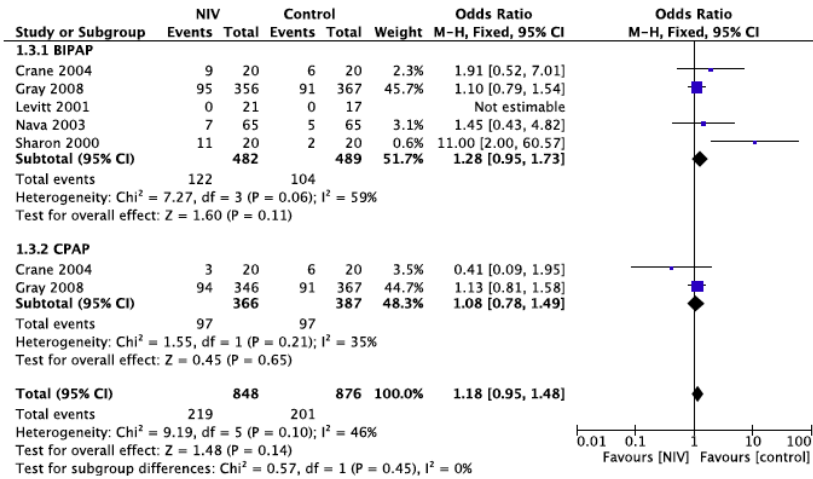 NIV Control Odds Ratio Odds Ratio
Study or Subgroup Events Total Events Total Weight M-H, Fixed, 95% CI M-H, Fixed, 95% CI
1.3.1 BIPAP
Crane 2004 9 20 6 20 2.3% 1.91 [0.52, 7.01]
Gray 2008 95 356 91 367 45.7% 1.10 [0.79, 1.54]
Levitt 2001 0 21 0 17 Not estimable
Nava 2003 7 65 5 65 3.1% 1.45 [0.43, 4.82]
Sharon 2000 11 20 2 20 0.6% 11.00 [2.00, 60.57]
Subtotal (95% CI) 482 489 51.7% 1.28 [0.95, 1.73]
Total events 122 104
Heterogeneity: Chi² = 7.27, df = 3 (P = 0.06); I² = 59%
Test for overall effect: Z = 1.60 (P = 0.11)
1.3.2 CPAP
Crane 2004 3 20 6 20 3.5% 0.41 [0.09, 1.95]
Gray 2008 94 346 91 367 44.7% 1.13 [0.81, 1.58]
Subtotal (95% CI) 366 387 48.3% 1.08 [0.78, 1.49]
Total events 97 97
Heterogeneity: Chi² = 1.55, df = 1 (P = 0.21); I² = 35%
Test for overall effect: Z = 0.45 (P = 0.65)
Total (95% CI) 848 876 100.0% 1.18 [0.95, 1.48]
Total events 219 201
Heterogeneity: Chi² = 9.19, df = 5 (P = 0.10); I² = 46%
Test for overall effect: Z = 1.48 (P = 0.14)
Test for subgroup differences: Chi² = 0.57, df = 1 (P = 0.45), I² = 0%
0.01 0.1 1 10 100
Favours [NIV] Favours [control]